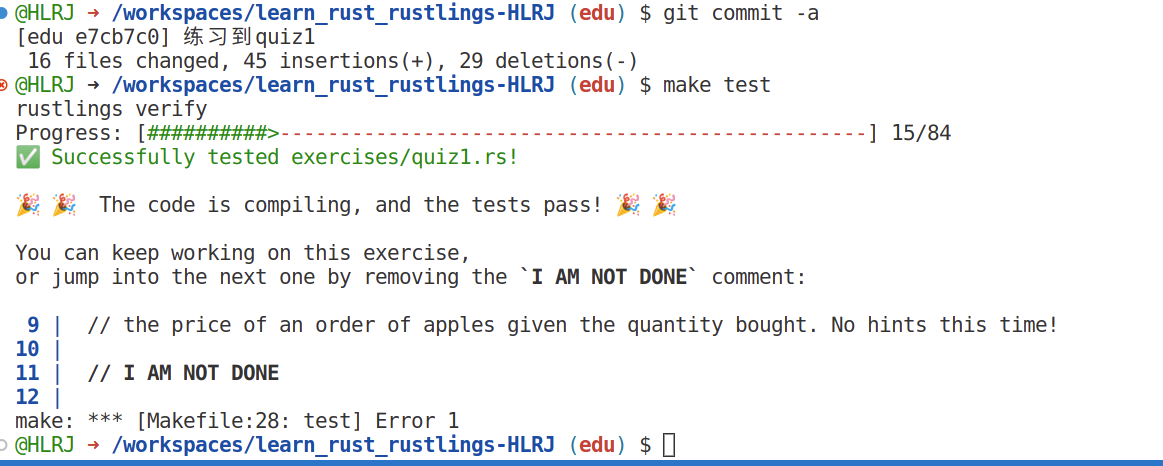 @HLRJ ➜ /workspaces/learn_rust_rustlings-HLRJ (edu) $ git commit -a
[edu e7cb7c0] 练习到quiz1
 16 files changed, 45 insertions(+), 29 deletions(-)
@HLRJ ➜ /workspaces/learn_rust_rustlings-HLRJ (edu) $ make test
rustlings verify
Progress: [##########>-------------------------------------------------] 15/84
✅ Successfully tested exercises/quiz1.rs!
🎉 🎉  The code is compiling, and the tests pass! 🎉 🎉
You can keep working on this exercise,
or jump into the next one by removing the `I AM NOT DONE` comment:
 9 |  // the price of an order of apples given the quantity bought. No hints this time!
10 |
11 |  // I AM NOT DONE
12 |
make: *** [Makefile:28: test] Error 1
@HLRJ ➜ /workspaces/learn_rust_rustlings-HLRJ (edu) $